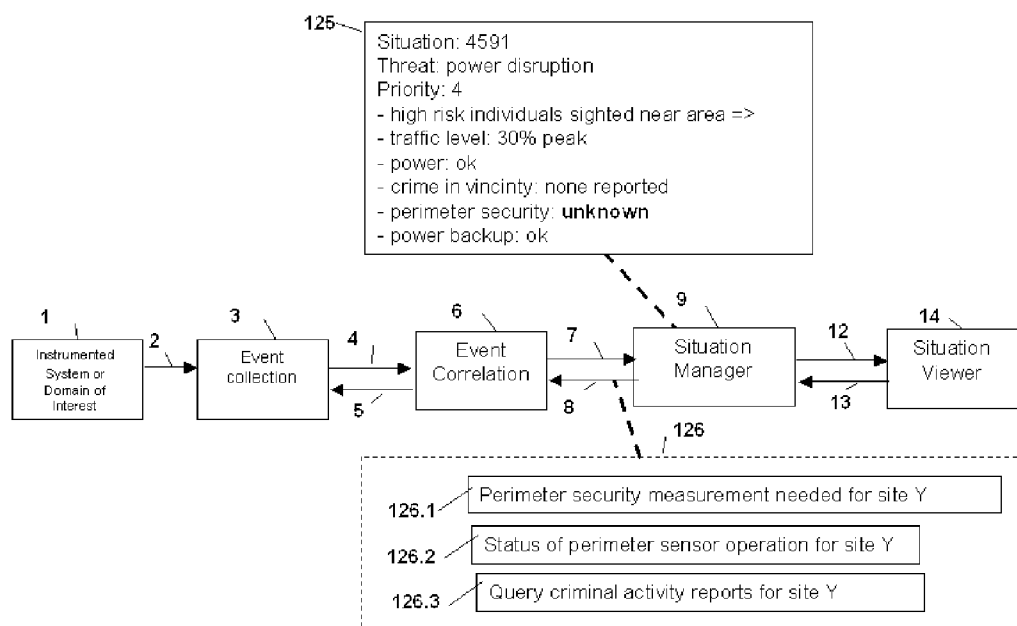 125
Situation: 4591
Threat: power disruption
Priority: 4
- high risk individuals sighted near area =>
- traffic level: 30% peak
- power: ok
- crime in vincinty: none reported
- perimeter security: unknown
- power backup: ok
1
Instrumented
System or
Domain of
Interest
2
3
Event
collection
4
5
6
Event
Correlation
7
8
9
Situation
Manager
12
13
14
Situation
Viewer
126
126.1
Perimeter security measurement needed for site Y
126.2
Status of perimeter sensor operation for site Y
126.3
Query criminal activity reports for site Y